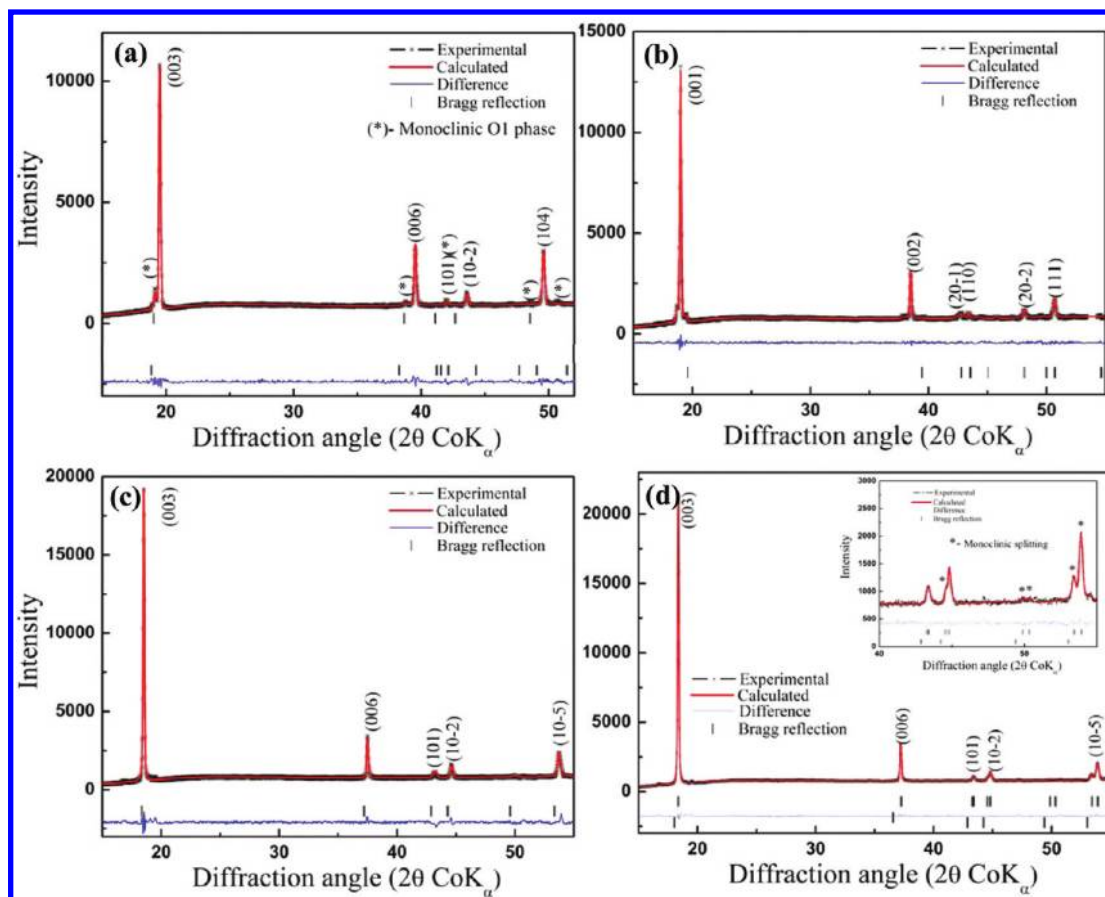 (a)
Experimental
Calculated
Difference
Bragg reflection
(*)- Monoclinic O1 phase
(003)
(*)
(*)
(006)
(101)(*)
(10-2)
(*)
(104)
(*)
10000
5000
0
Intensity
20 30 40 50
Diffraction angle (2θ CoKα)
(b)
Experimental
Calculated
Difference
Bragg reflection
(001)
(002)
(20-1)
(110)
(20-2)
(111)
15000
10000
5000
0
20 30 40 50
Diffraction angle (2θ CoKα)
(c)
Experimental
Calculated
Difference
Bragg reflection
(003)
(006)
(101)
(10-2)
(10-5)
20000
15000
10000
5000
0
Intensity
20 30 40 50
Diffraction angle (2θ CoKα)
(d)
(003)
Experimental
Calculated
Difference
Bragg reflection
*- Monoclinic splitting
*
*
* *
*
3000
2500
2000
1500
1000
500
0
Intensity
40 50
Diffraction angle (2θ CoKα)
Experimental
Calculated
Difference
Bragg reflection
(006)
(101)
(10-2)
(10-5)
20000
15000
10000
5000
0
20 30 40 50
Diffraction angle (2θ CoKα)